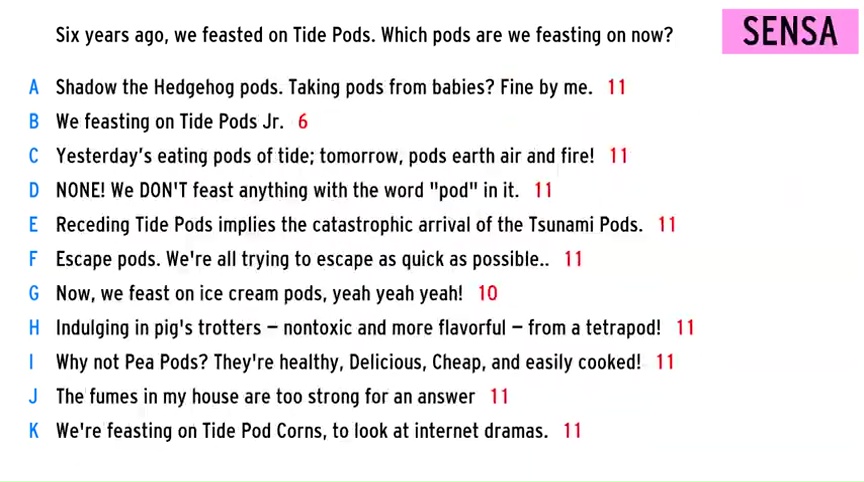 Six years ago, we feasted on Tide Pods. Which pods are we feasting on now?
SENSA
A Shadow the Hedgehog pods. Taking pods from babies? Fine by me. 11
B We feasting on Tide Pods Jr. 6
C Yesterday's eating pods of tide; tomorrow, pods earth air and fire! 11
D NONE! We DON'T feast anything with the word "pod" in it. 11
E Receding Tide Pods implies the catastrophic arrival of the Tsunami Pods. 11
F Escape pods. We're all trying to escape as quick as possible.. 11
G Now, we feast on ice cream pods, yeah yeah yeah! 10
H Indulging in pig's trotters – nontoxic and more flavorful – from a tetrapod! 11
I Why not Pea Pods? They're healthy, Delicious, Cheap, and easily cooked! 11
J The fumes in my house are too strong for an answer 11
K We're feasting on Tide Pod Corns, to look at internet dramas. 11